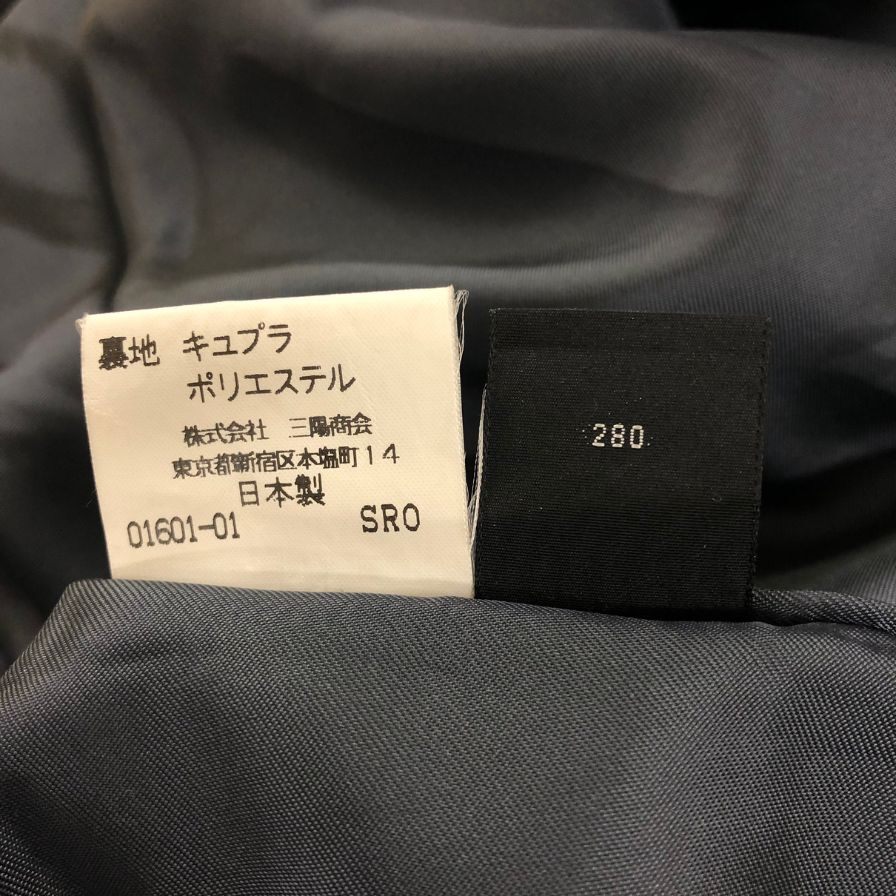 裏地 キュプラ
ポリエステル
株式会社 三陽商会
東京都新宿区本塩町14
日本製
01601-01 SRO
280